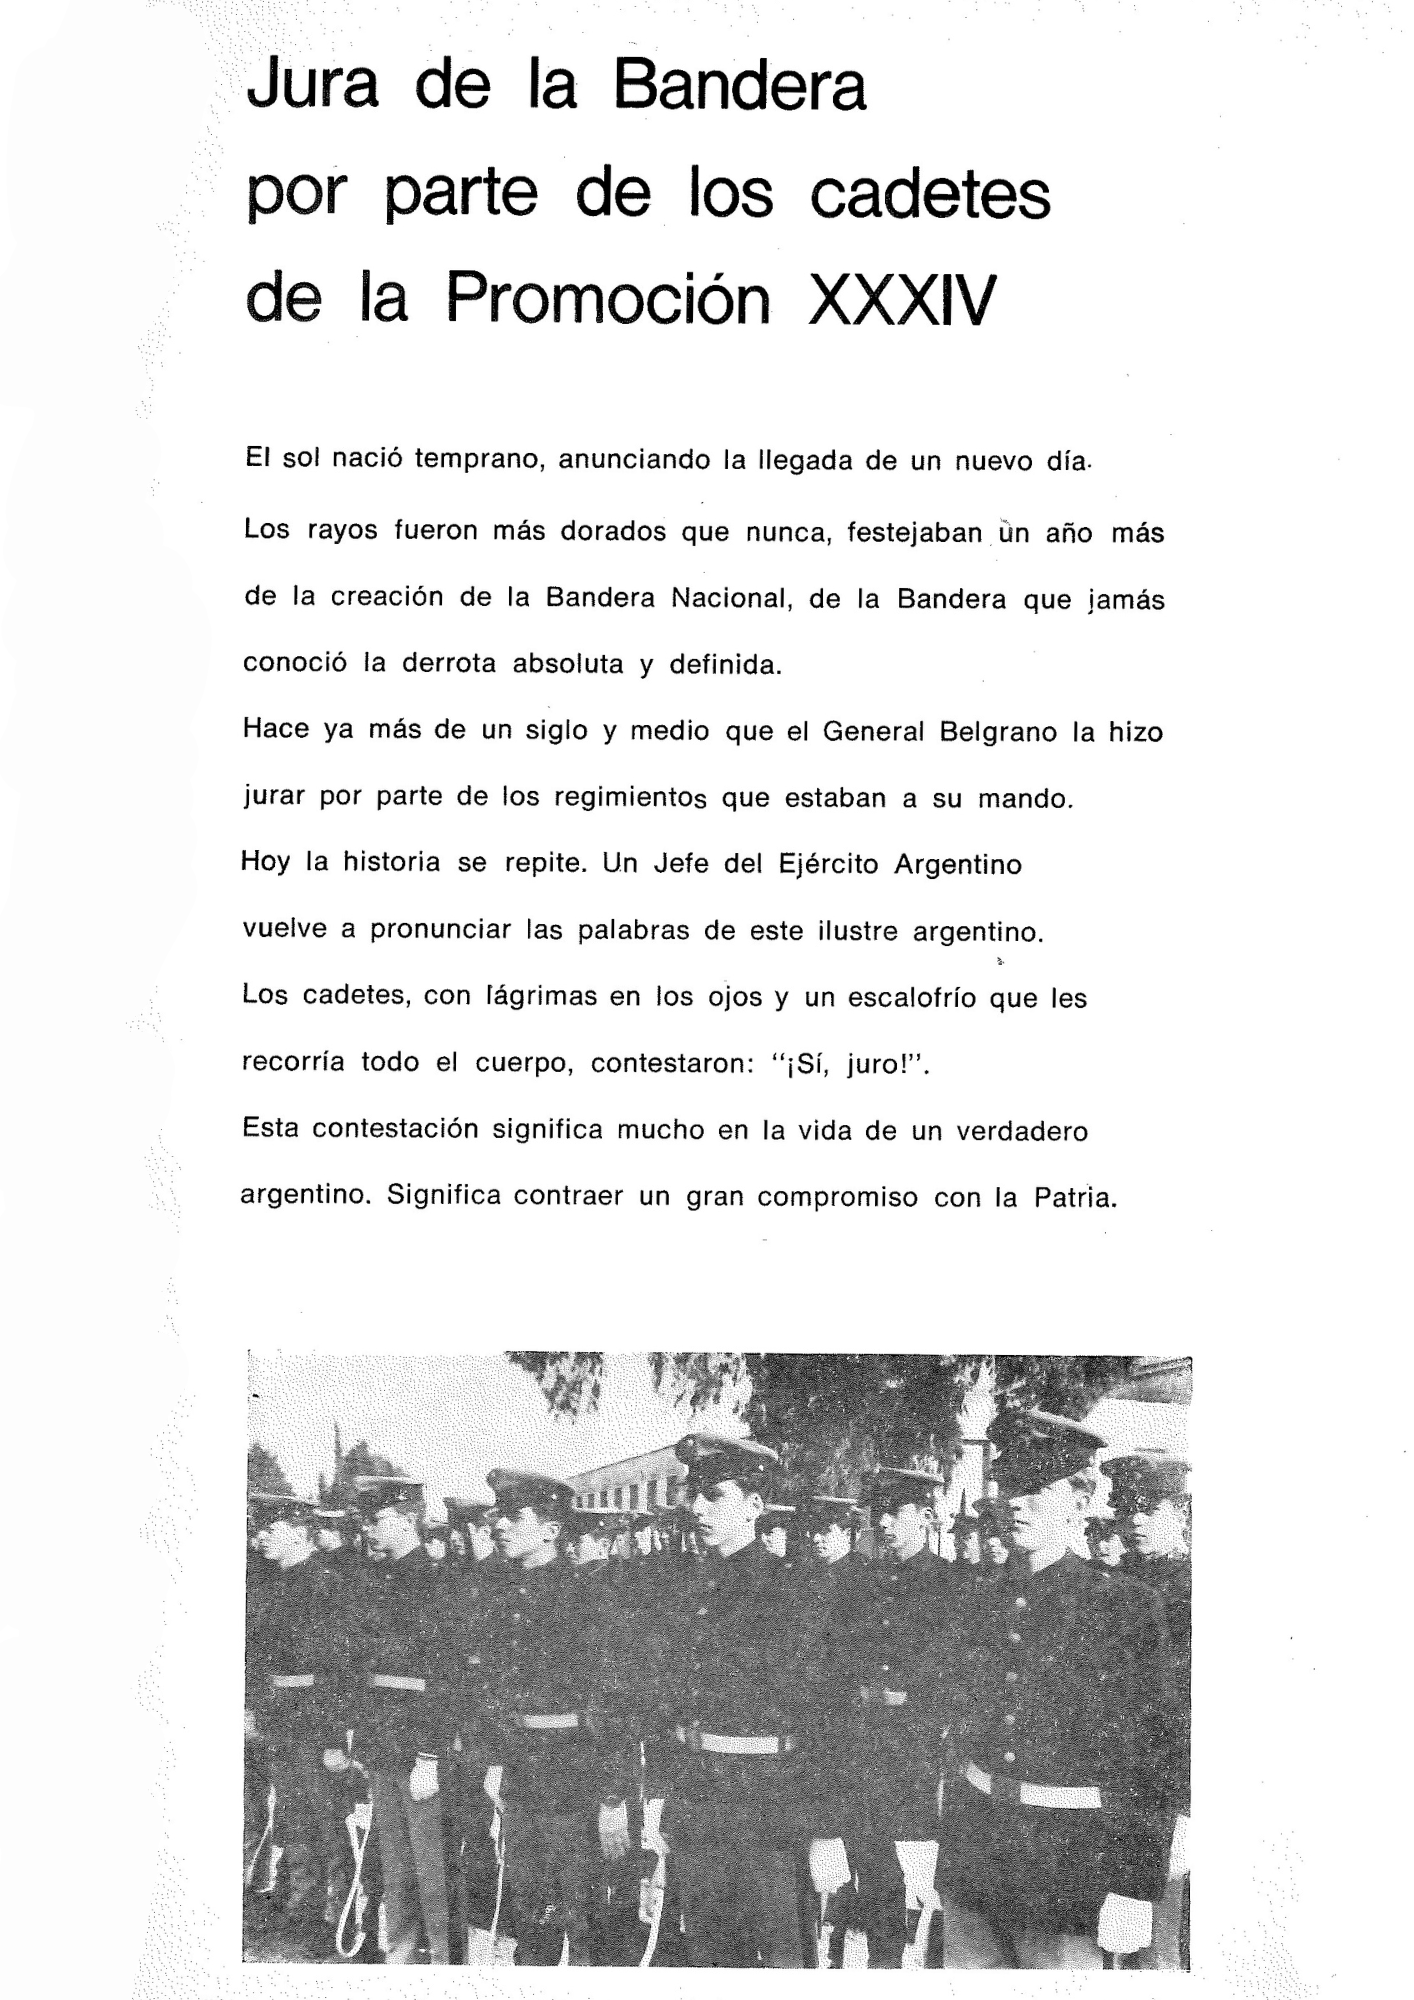 Jura de la Bandera
por parte de los cadetes
de la Promoción XXXIV
El sol nació temprano, anunciando la llegada de un nuevo día.
Los rayos fueron más dorados que nunca, festejaban un año más
de la creación de la Bandera Nacional, de la Bandera que jamás
conoció la derrota absoluta y definida.
Hace ya más de un siglo y medio que el General Belgrano la hizo
jurar por parte de los regimientos que estaban a su mando.
Hoy la historia se repite. Un Jefe del Ejército Argentino
vuelve a pronunciar las palabras de este ilustre argentino.
Los cadetes, con lágrimas en los ojos y un escalofrío que les
recorría todo el cuerpo, contestaron: “¡Sí, juro!”.
Esta contestación significa mucho en la vida de un verdadero
argentino. Significa contraer un gran compromiso con la Patria.